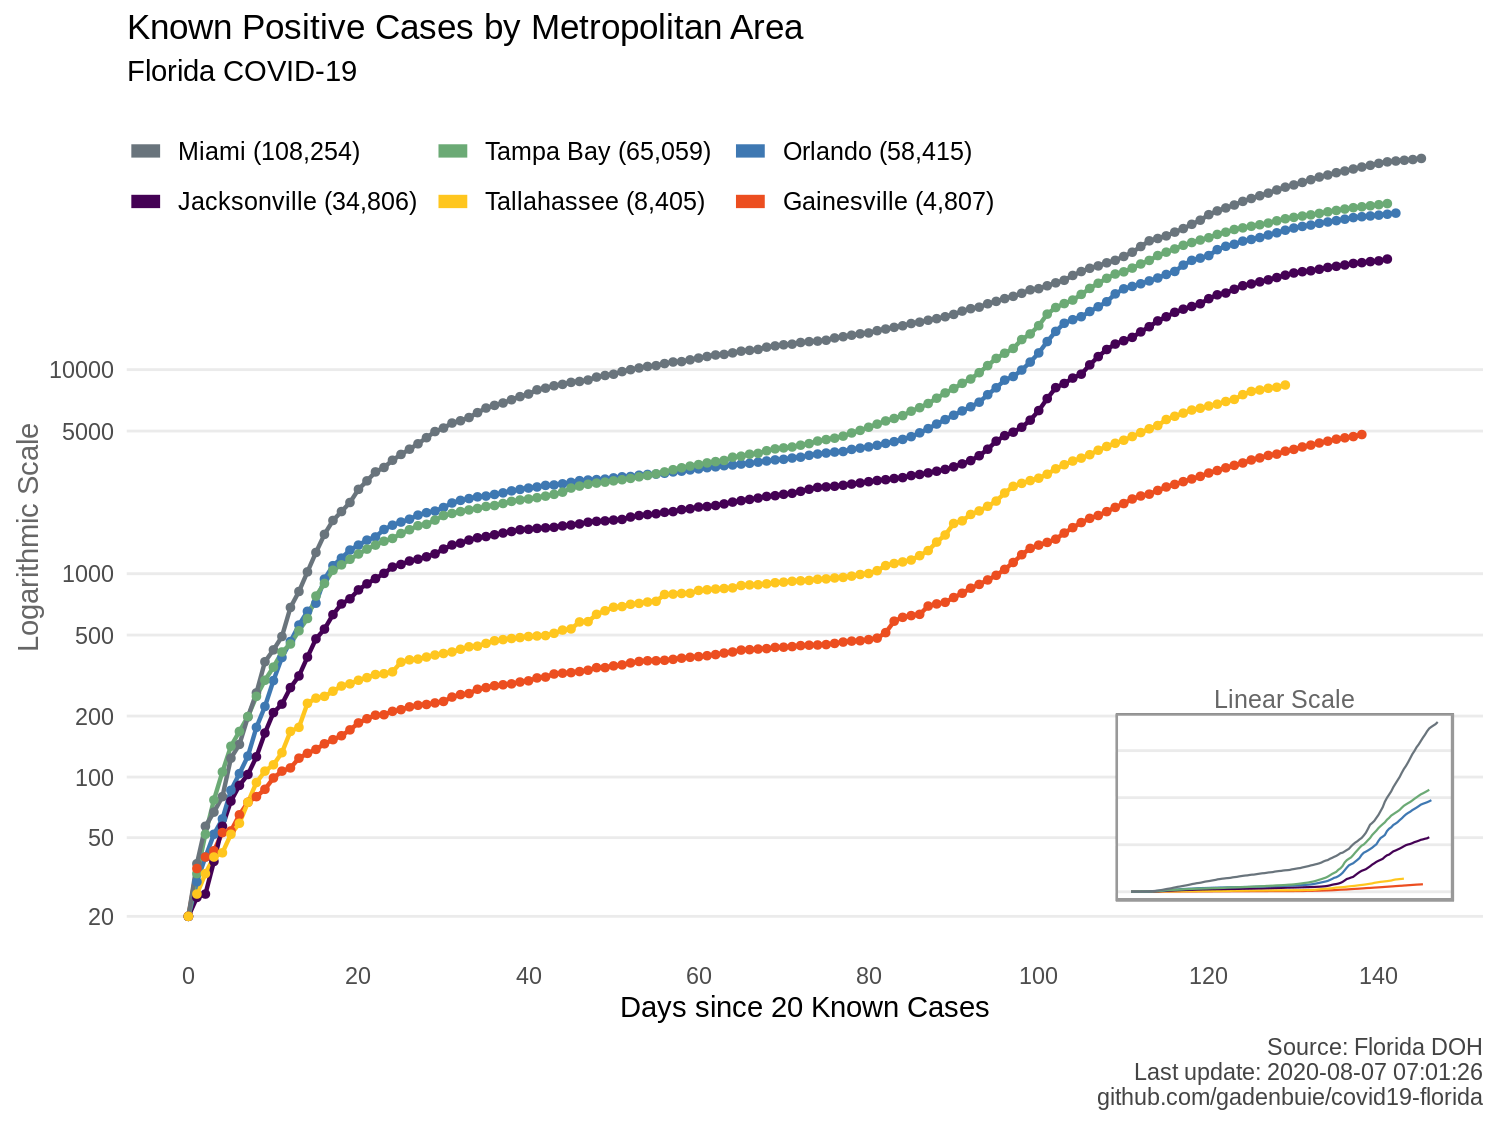 Known Positive Cases by Metropolitan Area
Florida COVID-19
Miami (108,254) Tampa Bay (65,059) Orlando (58,415)
Jacksonville (34,806) Tallahassee (8,405) Gainesville (4,807)
Logarithmic Scale
10000
5000
1000
500
200
100
50
20
Linear Scale
0 20 40 60 80 100 120 140
Days since 20 Known Cases
Source: Florida DOH
Last update: 2020-08-07 07:01:26
github.com/gadenbuie/covid19-florida